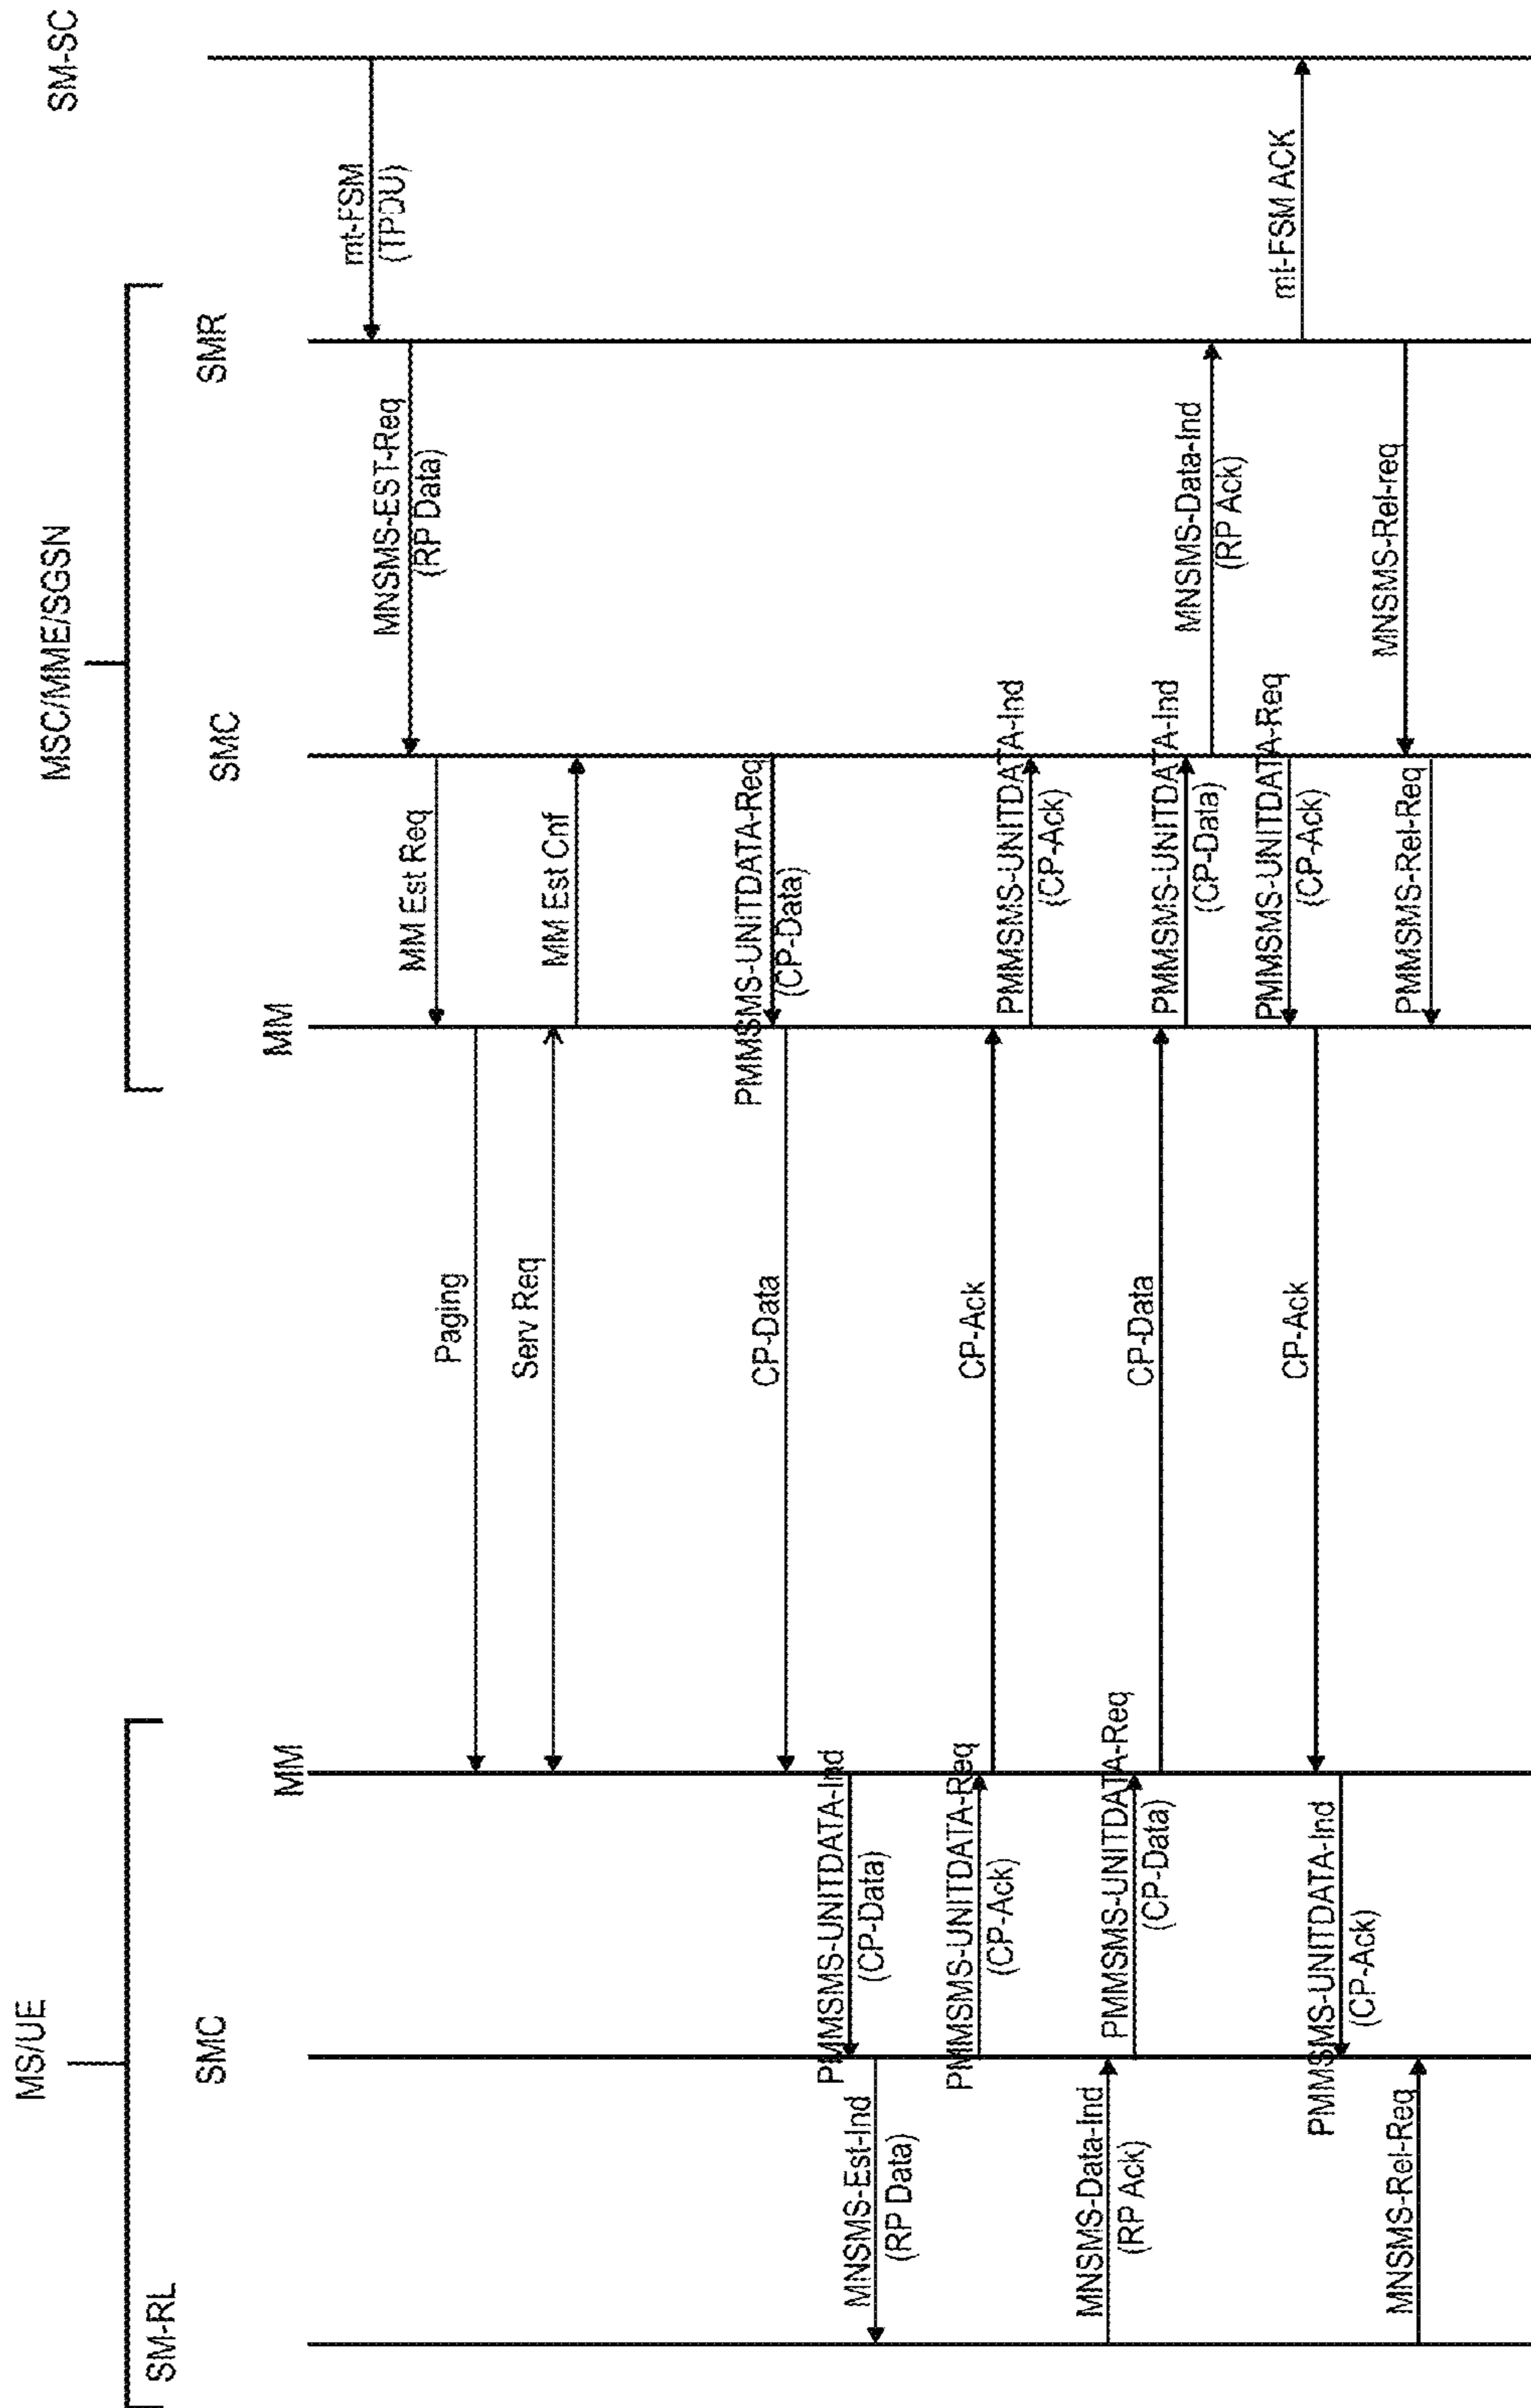 MS/UE
MSC/MME/SGSN
SM-SC
SM-RL
SMC
MM
MM
SMC
SMR
mt-FSM
(TPDU)
MNSMS-EST-Req
(RP Data)
MM Est Req
Paging
Serv Req
MM Est Cnf
PMMSMS-UNITDATA-Req
(CP-Data)
CP-Data
PMMSMS-UNITDATA-Ind
(CP-Data)
MNSMS-Est-Ind
(RP Data)
PMMSMS-UNITDATA-Req
(CP-Ack)
CP-Ack
PMMSMS-UNITDATA-Ind
(CP-Ack)
MNSMS-Data-Ind
(RP Ack)
PMMSMS-UNITDATA-Req
(CP-Data)
CP-Data
PMMSMS-UNITDATA-Ind
(CP-Data)
MNSMS-Data-Ind
(RP Ack)
PMMSMS-UNITDATA-Req
(CP-Ack)
mt-FSM ACK
CP-Ack
PMMSMS-UNITDATA-Ind
(CP-Ack)
MNSMS-Rel-req
MNSMS-Rel-Req
PMMSMS-Rel-Req